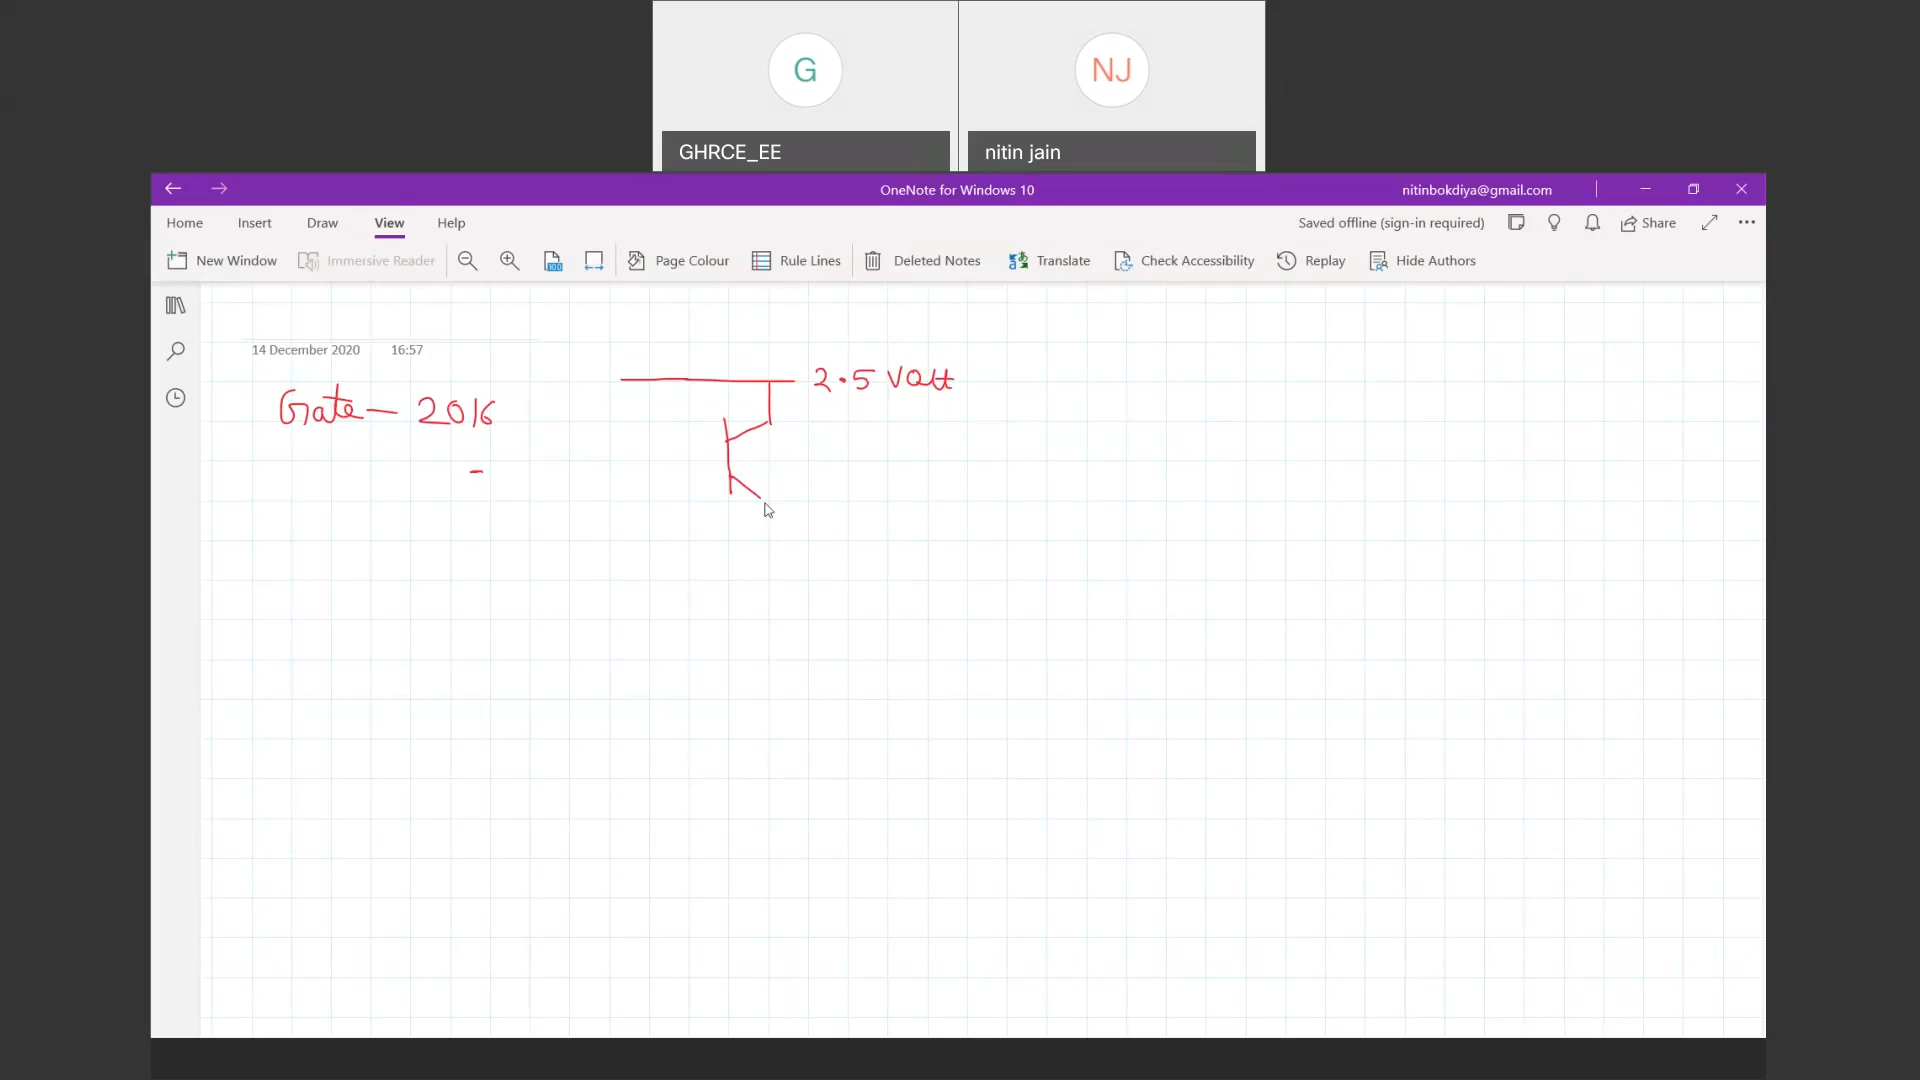 G
NJ
GHRCE_EE
nitin jain
OneNote for Windows 10
nitinbokdiya@gmail.com
Home
Insert
Draw
View
Help
Saved offline (sign-in required)
Share
New Window
Immersive Reader
100
Page Colour
Rule Lines
Deleted Notes
Translate
Check Accessibility
Replay
Hide Authors
14 December 2020 16:57
Gate - 2016
2.5 Volt